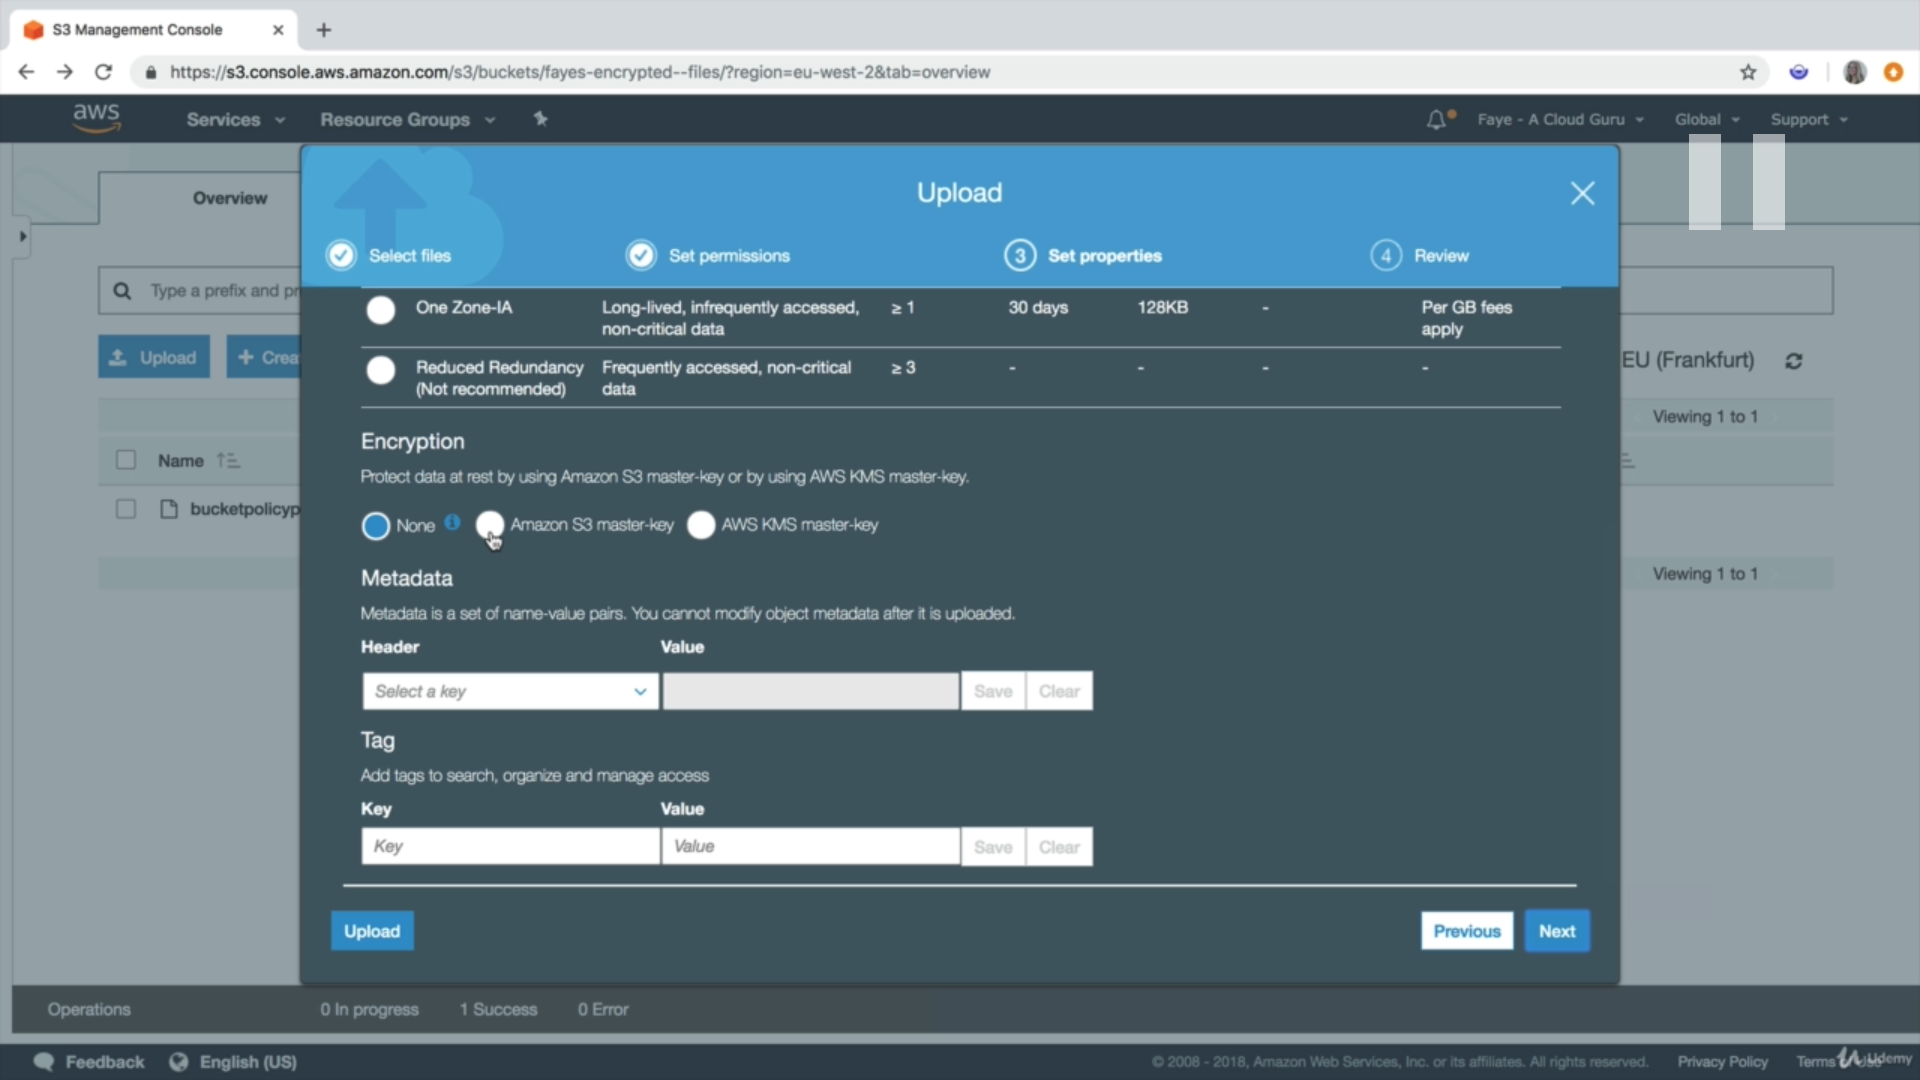 S3 Management Console
https://s3.console.aws.amazon.com/s3/buckets/fayes-encrypted--files/?region=eu-west-2&tab=overview
aws
Services
Resource Groups
Faye - A Cloud Guru
Global
Support
Overview
Upload
Select files
Set permissions
3 Set properties
4 Review
Type a prefix and pr
One Zone-IA
Long-lived, infrequently accessed,
non-critical data
≥ 1
30 days
128KB
-
Per GB fees
apply
Upload
+ Crea
EU (Frankfurt)
Reduced Redundancy
(Not recommended)
Frequently accessed, non-critical
data
≥ 3
-
-
-
-
Viewing 1 to 1
Name
bucketpolicyp
Viewing 1 to 1
Encryption
Protect data at rest by using Amazon S3 master-key or by using AWS KMS master-key.
None
Amazon S3 master-key
AWS KMS master-key
Metadata
Metadata is a set of name-value pairs. You cannot modify object metadata after it is uploaded.
Header
Value
Select a key
Save
Clear
Tag
Add tags to search, organize and manage access
Key
Value
Key
Value
Save
Clear
Upload
Previous
Next
Operations
0 In progress
1 Success
0 Error
Feedback
English (US)
© 2008 - 2018, Amazon Web Services, Inc. or its affiliates. All rights reserved.
Privacy Policy
Terms
Udemy